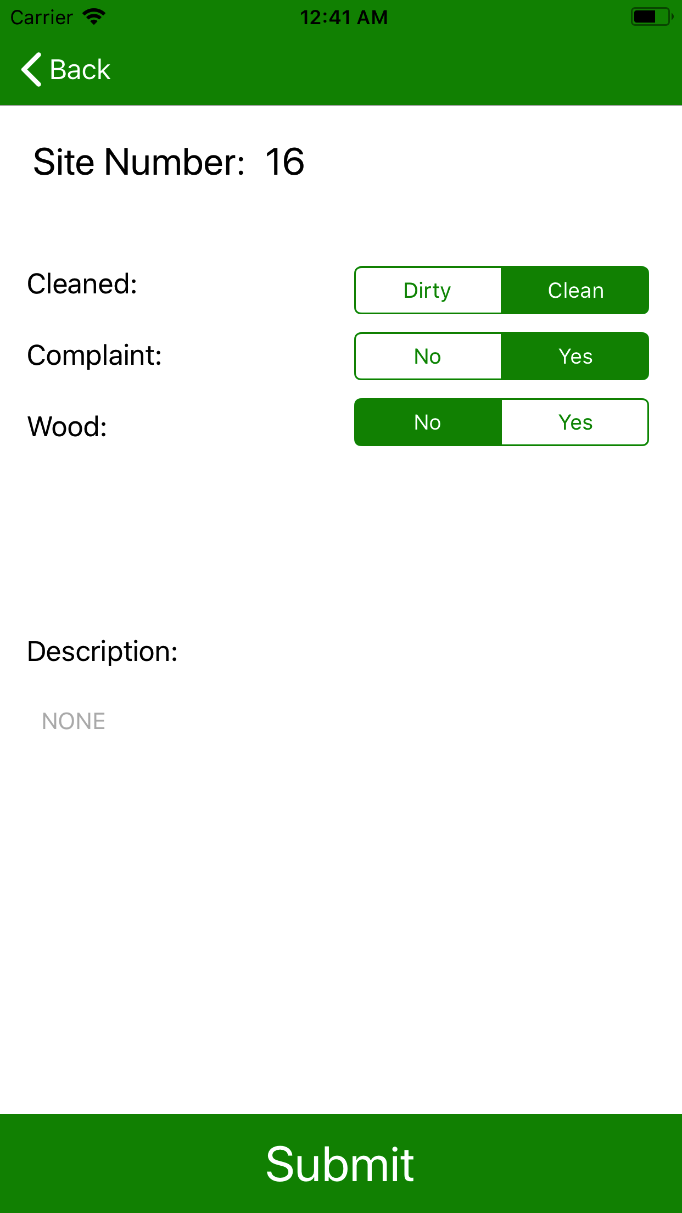 Carrier 12:41 AM
Back
Site Number: 16
Cleaned: Dirty Clean
Complaint: No Yes
Wood: No Yes
Description:
NONE
Submit